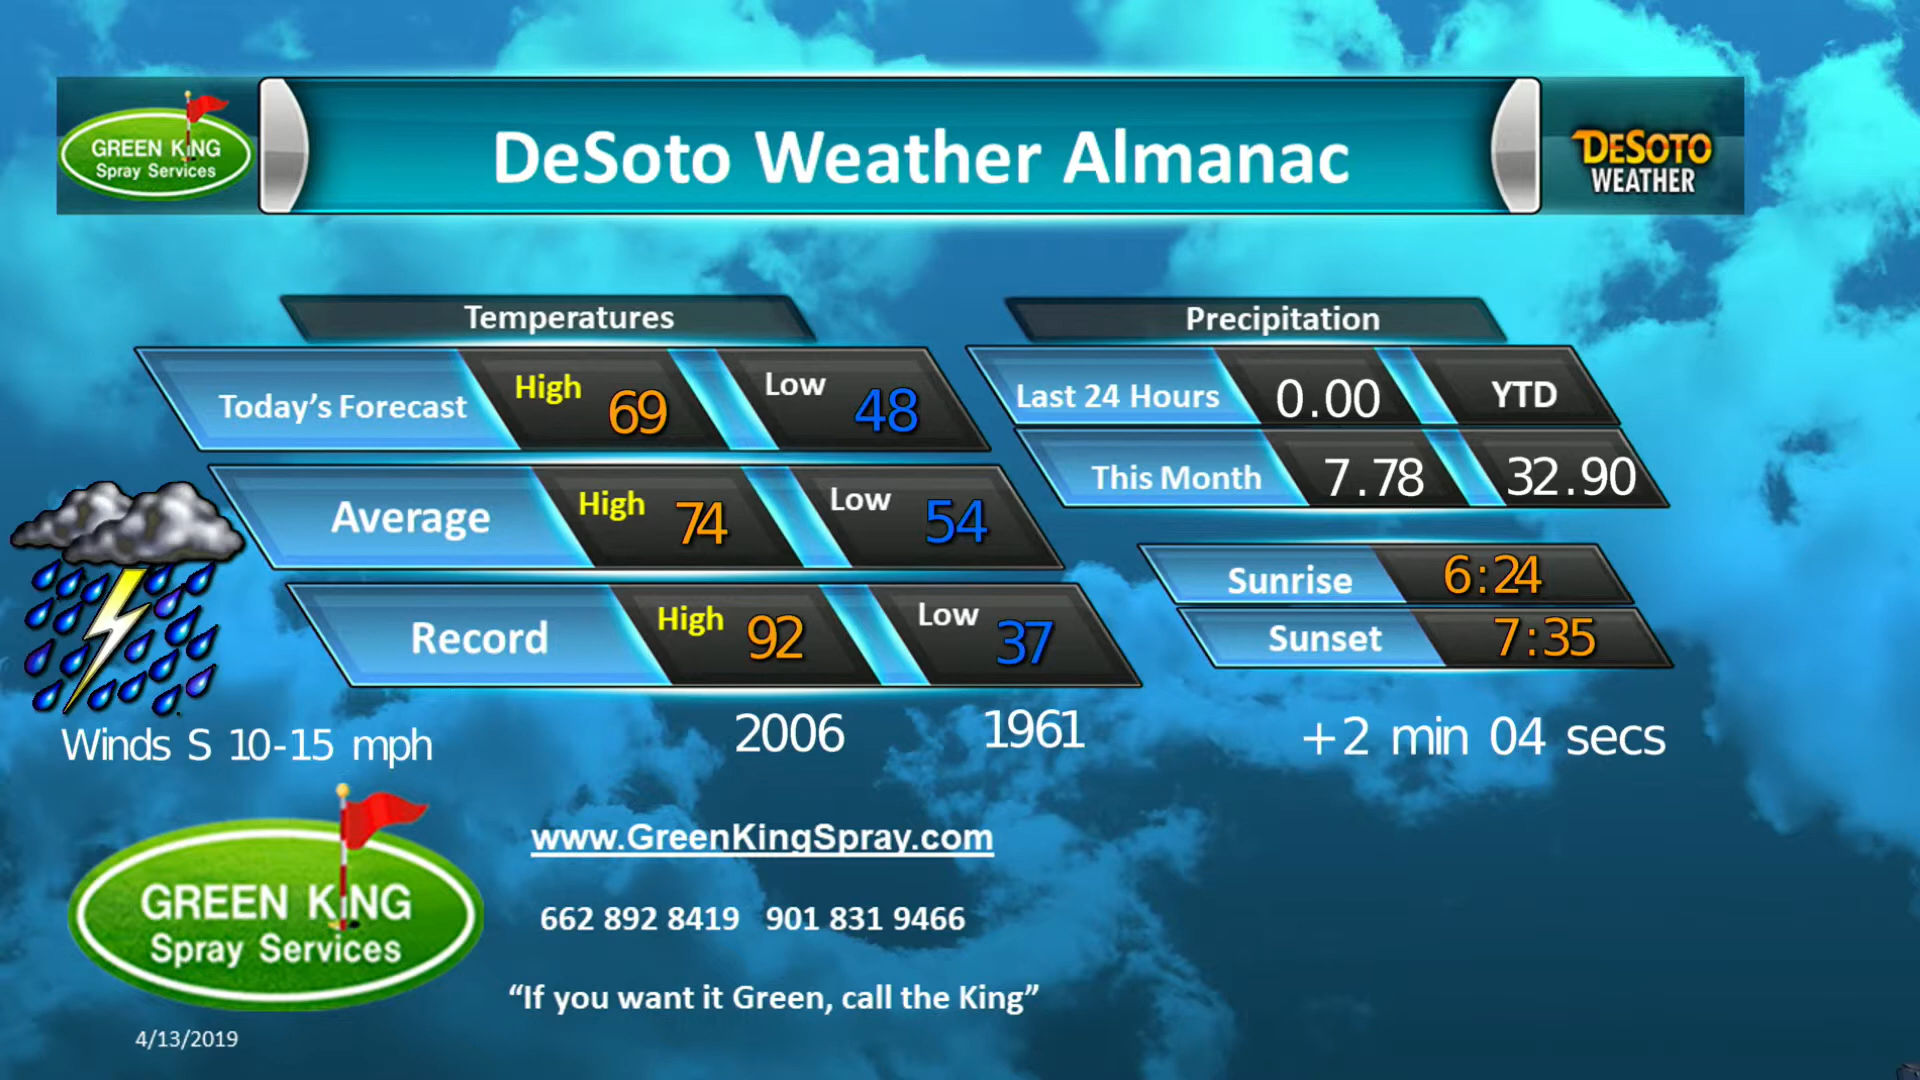 GREEN KING
Spray Services
DeSoto Weather Almanac
DESOTO
WEATHER
Temperatures
Today's Forecast High 69 Low 48
Average High 74 Low 54
Record High 92 Low 37
2006 1961
Precipitation
Last 24 Hours 0.00 YTD
This Month 7.78 32.90
Sunrise 6:24
Sunset 7:35
+2 min 04 secs
Winds S 10-15 mph
GREEN KING
Spray Services
www.GreenKingSpray.com
662 892 8419 901 831 9466
“If you want it Green, call the King”
4/13/2019